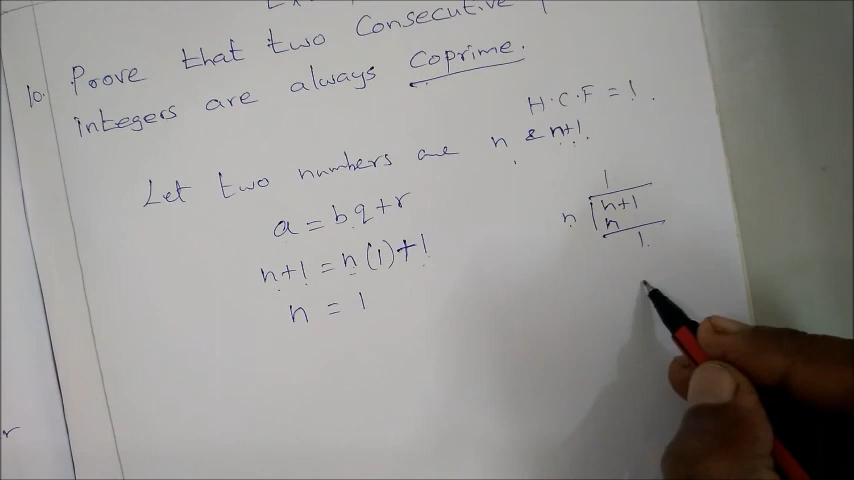 10. Prove that two Consecutive
integers are always Coprime.
H.C.F = 1.
Let two numbers are n & n+1.
a = bq+r
n+1 = n(1)+1
n = 1
1
n n+1
n
1
r